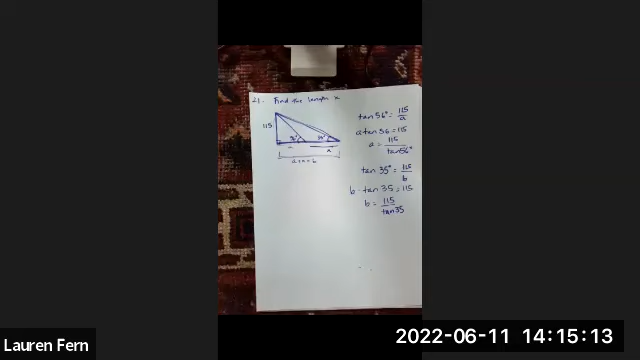 21. Find the length x
tan 56° = 115/a
115
a tan 56 = 115
a = 115/tan 56°
56°
a + x = b
tan 35° = 115/b
b · tan 35 = 115
b = 115/tan 35
Lauren Fern
2022-06-11 14:15:13